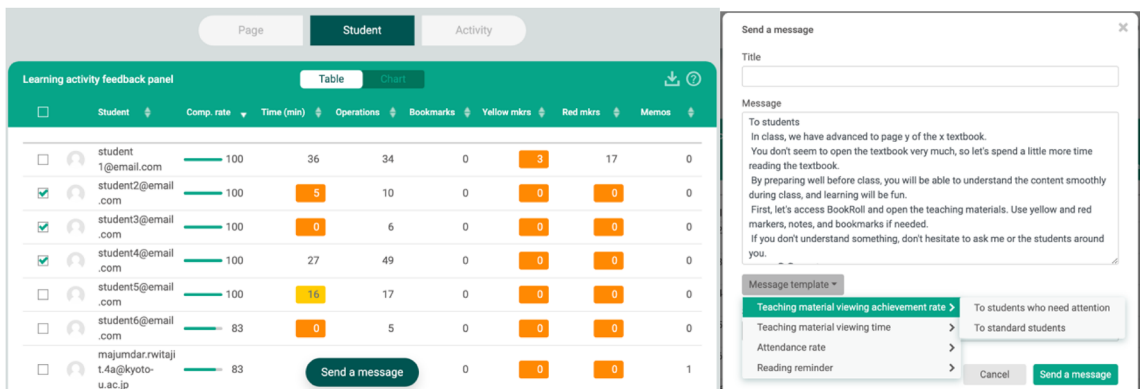 Page Student Activity
Learning activity feedback panel Table Chart
Student Comp. rate Time (min) Operations Bookmarks Yellow mkrs Red mkrs Memos
student
1@email.com 100 36 34 0 3 17 0
student2@email
.com 100 5 10 0 0 0 0
student3@email
.com 100 0 6 0 0 0 0
student4@email
.com 100 27 49 0 0 0 0
student5@email
.com 100 16 17 0 0 0 0
student6@email
.com 83 0 5 0 0 0 0
majumdar.rwitaji
t.4a@kyoto-
u.ac.jp 83 0 0 0 1
Send a message
Send a message
Title
Message
To students
In class, we have advanced to page y of the x textbook.
You don't seem to open the textbook very much, so let's spend a little more time
reading the textbook.
By preparing well before class, you will be able to understand the content smoothly
during class, and learning will be fun.
First, let's access BookRoll and open the teaching materials. Use yellow and red
markers, notes, and bookmarks if needed.
If you don't understand something, don't hesitate to ask me or the students around
you.
Message template
Teaching material viewing achievement rate To students who need attention
Teaching material viewing time To standard students
Attendance rate
Reading reminder
Cancel Send a message